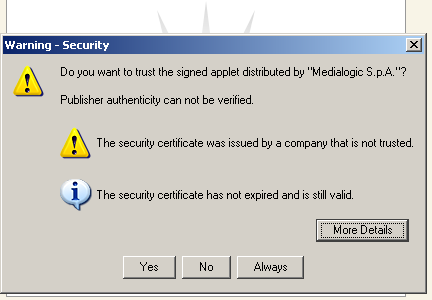 Warning - Security
Do you want to trust the signed applet distributed by "Medialogic S.p.A."?
Publisher authenticity can not be verified.
The security certificate was issued by a company that is not trusted.
The security certificate has not expired and is still valid.
More Details
Yes No Always